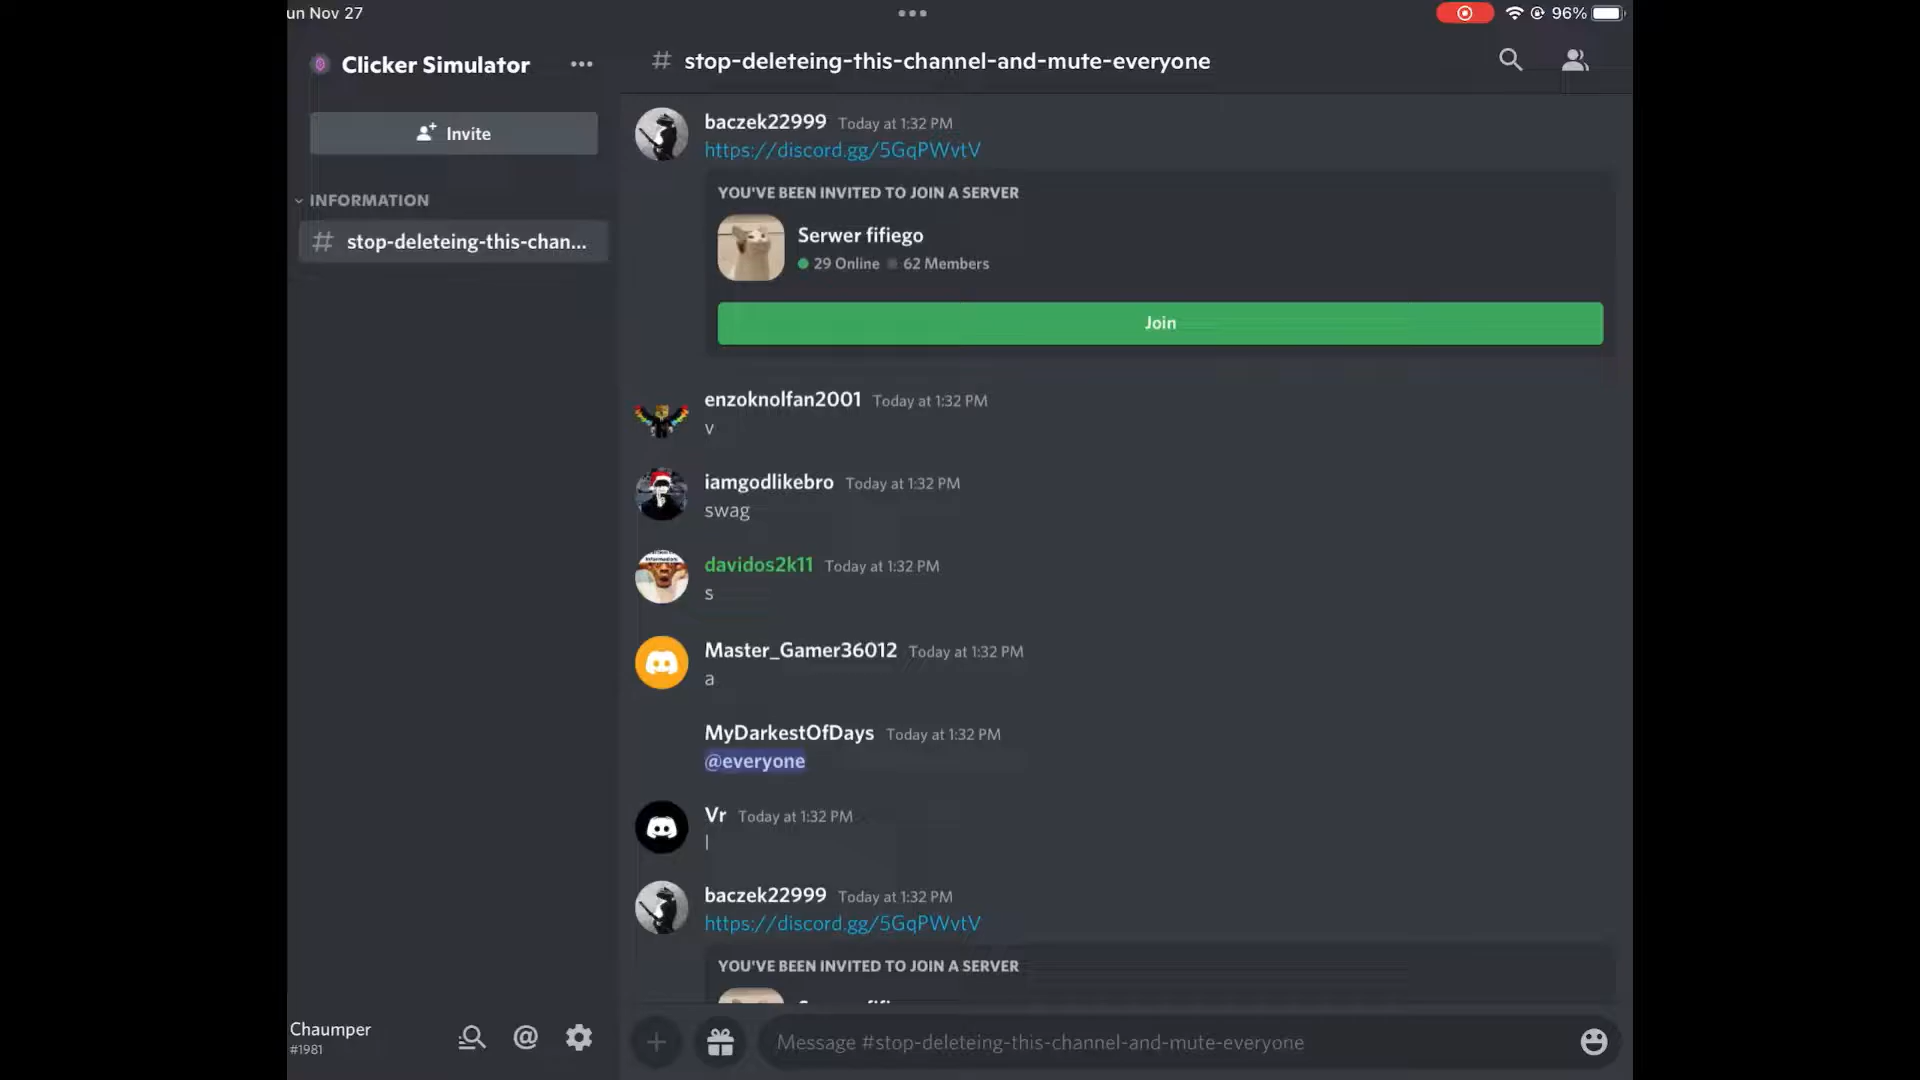 un Nov 27
96%
Clicker Simulator
Invite
INFORMATION
stop-deleteing-this-chan...
Chaumper
#1981
stop-deleteing-this-channel-and-mute-everyone
baczek22999 Today at 1:32 PM
https://discord.gg/5GqPWvtV
YOU'VE BEEN INVITED TO JOIN A SERVER
Serwer fifiego
29 Online 62 Members
Join
enzoknolfan2001 Today at 1:32 PM
v
iamgodlikebro Today at 1:32 PM
swag
davidos2k11 Today at 1:32 PM
s
Master_Gamer36012 Today at 1:32 PM
a
MyDarkestOfDays Today at 1:32 PM
@everyone
Vr Today at 1:32 PM
l
baczek22999 Today at 1:32 PM
https://discord.gg/5GqPWvtV
YOU'VE BEEN INVITED TO JOIN A SERVER
Message #stop-deleteing-this-channel-and-mute-everyone